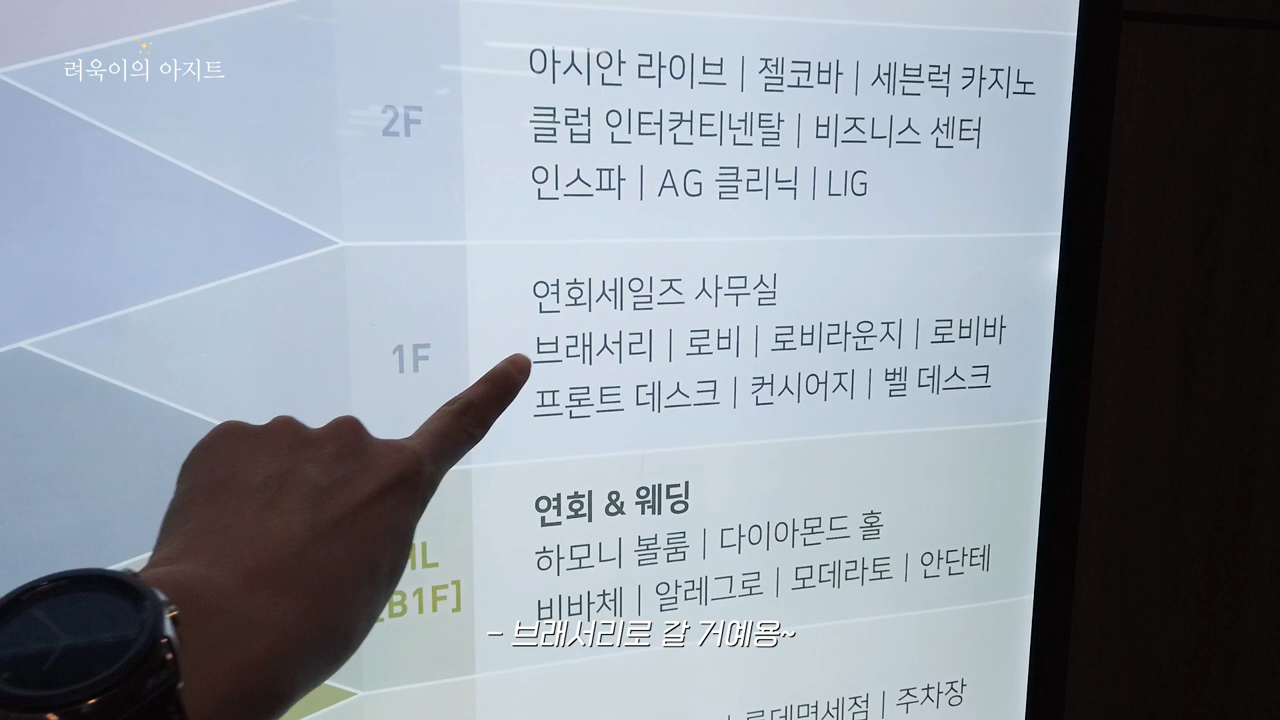 려욱이의 아지트
2F
아시안 라이브 | 젤코바 | 세븐럭 카지노
클럽 인터컨티넨탈 | 비즈니스 센터
인스파 | AG 클리닉 | LIG
1F
연회세일즈 사무실
브래서리 | 로비 | 로비라운지 | 로비바
프론트 데스크 | 컨시어지 | 벨 데스크
연회 & 웨딩
하모니 볼룸 | 다이아몬드 홀
B1F]
비바체 | 알레그로 | 모데라토 | 안단테
- 브래서리로 갈 거예용~
롯데면세점 | 주차장